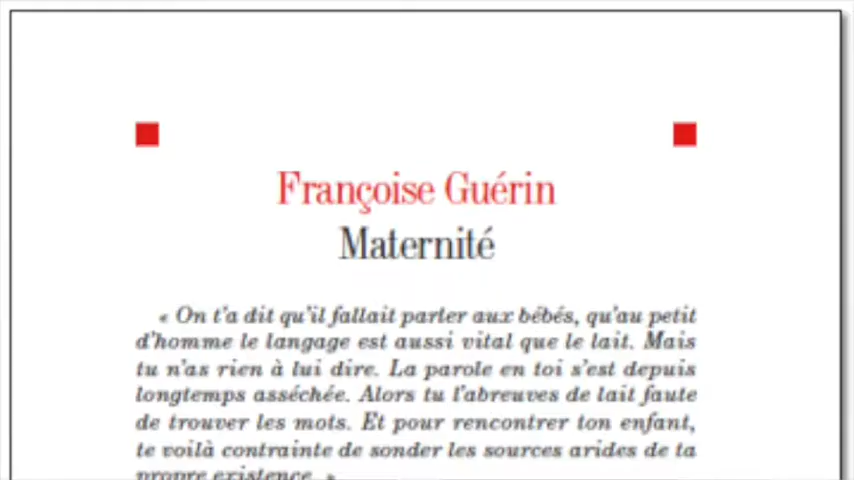 Françoise Guérin
Maternité
« On t'a dit qu'il fallait parler aux bébés, qu'au petit
d'homme le langage est aussi vital que le lait. Mais
tu n'as rien à lui dire. La parole en toi s'est depuis
longtemps asséchée. Alors tu l'abreuves de lait faute
de trouver les mots. Et pour rencontrer ton enfant,
te voilà contrainte de sonder les sources arides de ta
propre existence. »